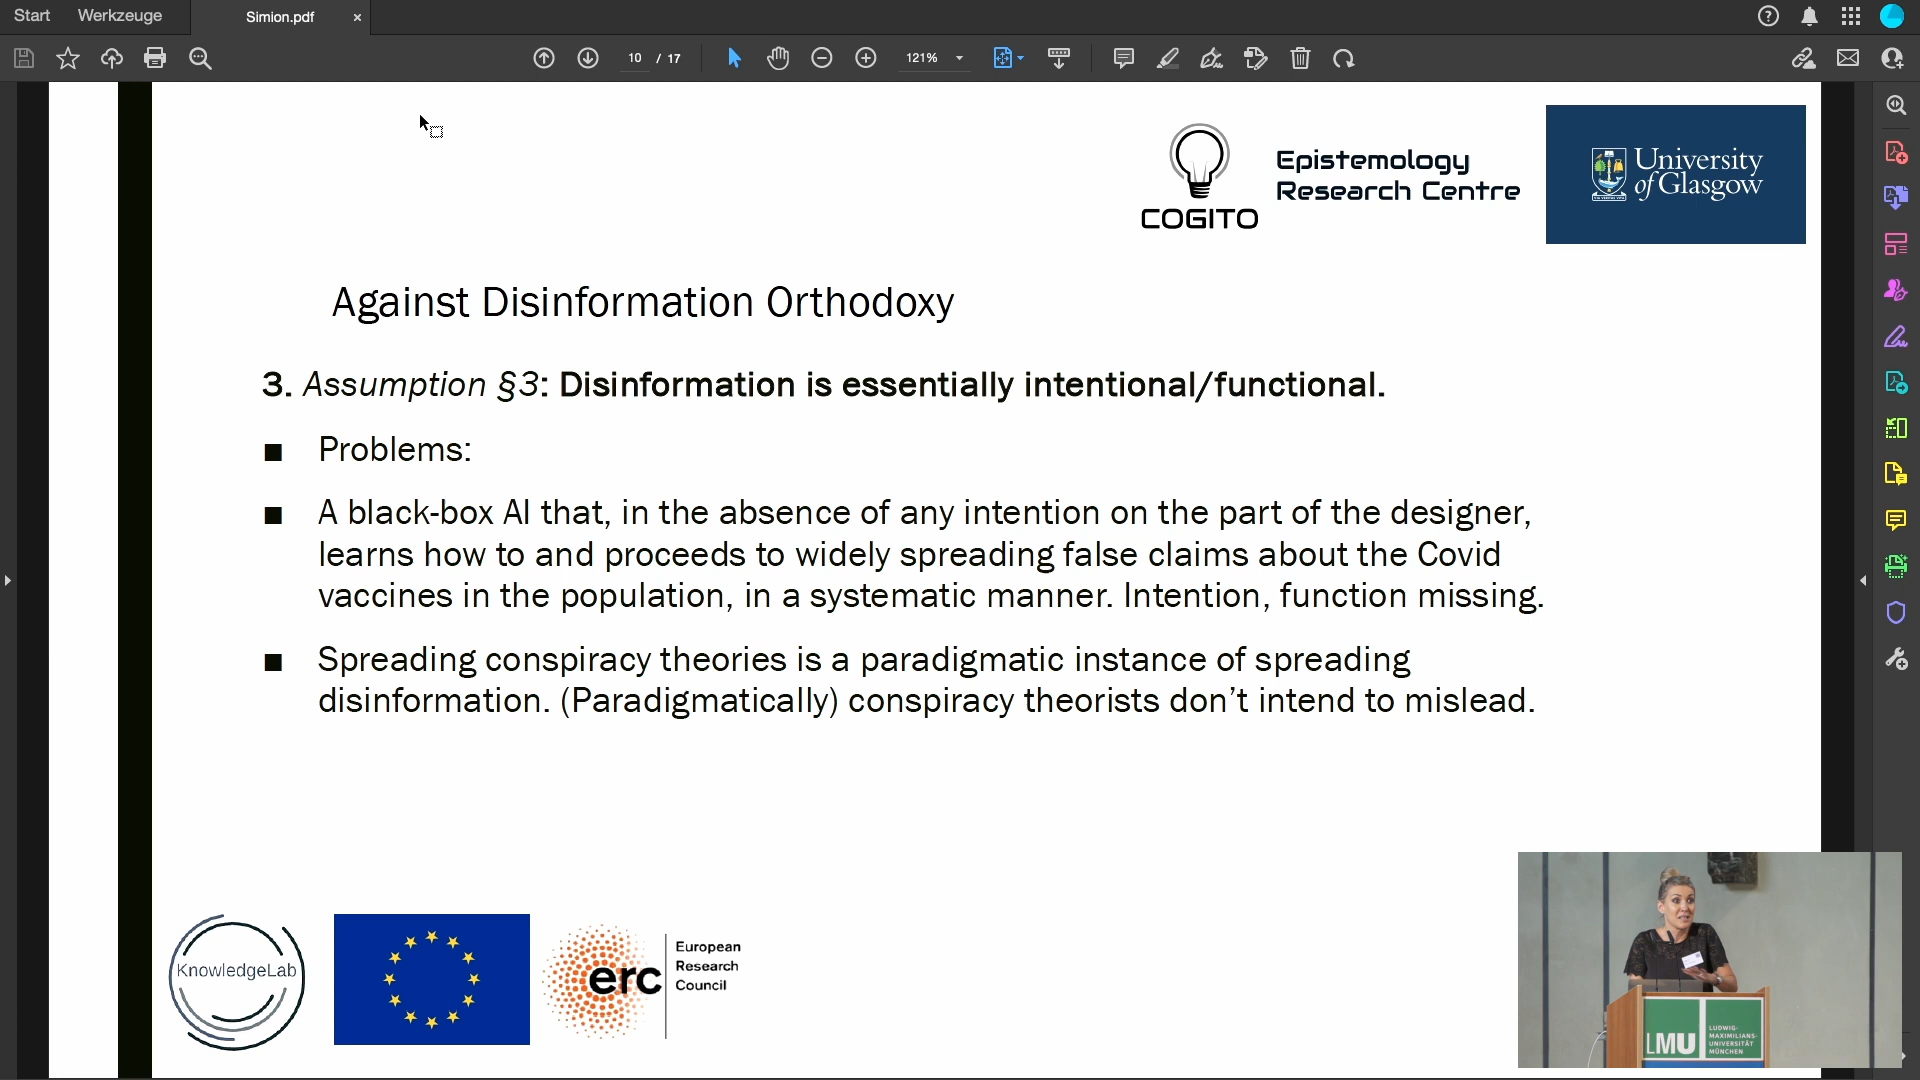 Start Werkzeuge Simion.pdf ×
10 / 17 121%
COGITO
Epistemology
Research Centre
University
of Glasgow
Against Disinformation Orthodoxy
3. Assumption §3: Disinformation is essentially intentional/functional.
■ Problems:
■ A black-box AI that, in the absence of any intention on the part of the designer,
learns how to and proceeds to widely spreading false claims about the Covid
vaccines in the population, in a systematic manner. Intention, function missing.
■ Spreading conspiracy theories is a paradigmatic instance of spreading
disinformation. (Paradigmatically) conspiracy theorists don’t intend to mislead.
KnowledgeLab
erc
European
Research
Council
LMU
LUDWIG-
MAXIMILIANS-
UNIVERSITÄT
MÜNCHEN